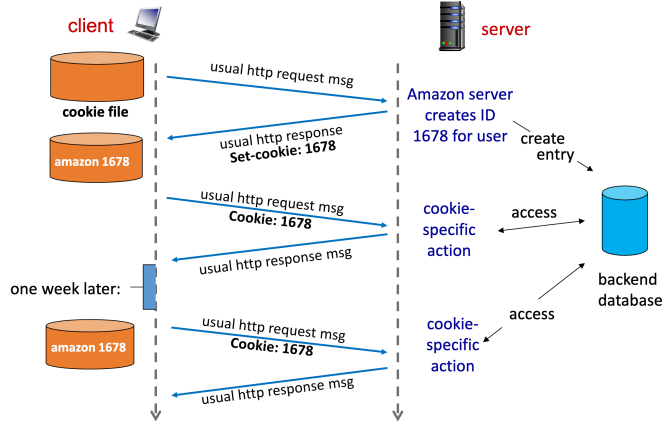 client
server
usual http request msg
cookie file
Amazon server
creates ID
1678 for user
create
entry
usual http response
Set-cookie: 1678
amazon 1678
usual http request msg
Cookie: 1678
cookie-
specific
action
access
usual http response msg
backend
database
one week later:
access
usual http request msg
Cookie: 1678
amazon 1678
cookie-
specific
action
usual http response msg